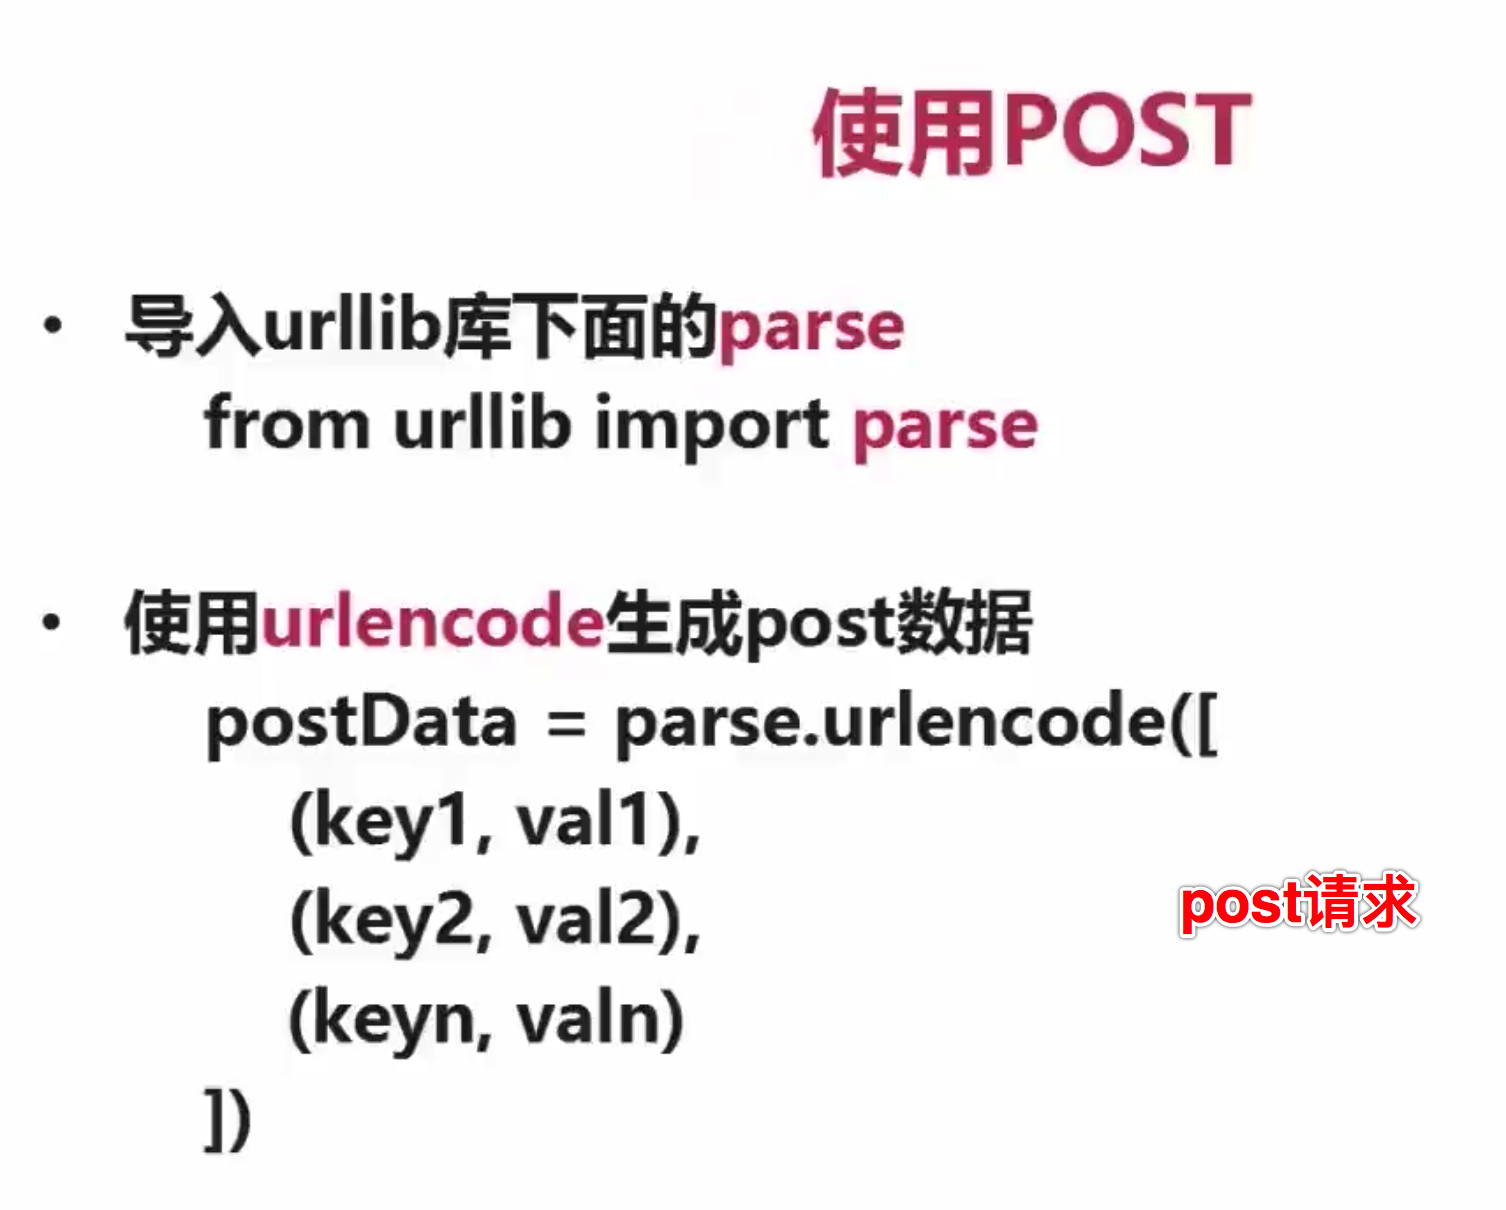 使用POST
• 导入urllib库下面的parse
from urllib import parse
• 使用urlencode生成post数据
postData = parse.urlencode([
(key1, val1),
(key2, val2),
post请求
(keyn, valn)
])